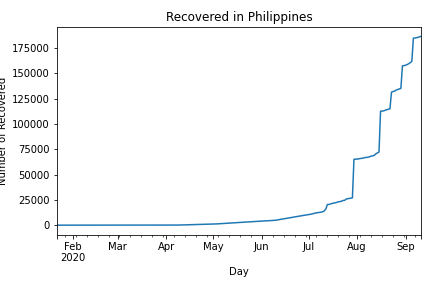 Recovered in Philippines
Number of Recovered
175000
150000
125000
100000
75000
50000
25000
0
Feb Mar Apr May Jun Jul Aug Sep
2020
Day